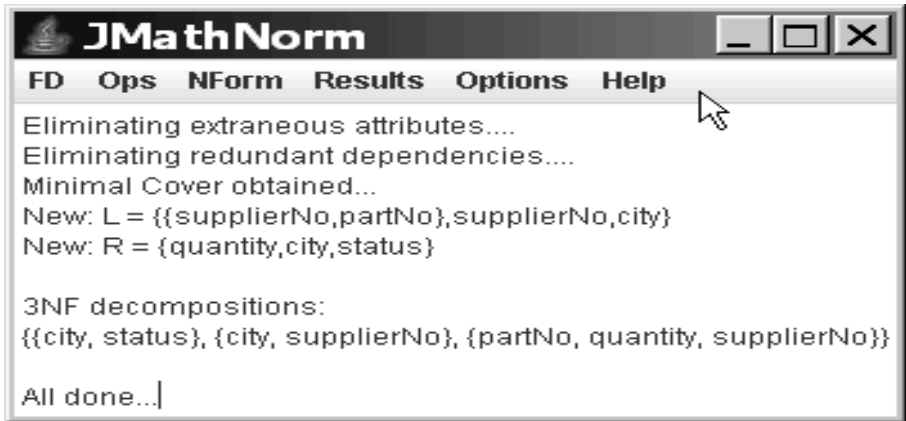 JMathNorm
FD Ops NForm Results Options Help
Eliminating extraneous attributes....
Eliminating redundant dependencies....
Minimal Cover obtained...
New: L = {{supplierNo,partNo},supplierNo,city}
New: R = {quantity,city,status}
3NF decompositions:
{{city, status}, {city, supplierNo}, {partNo, quantity, supplierNo}}
All done...